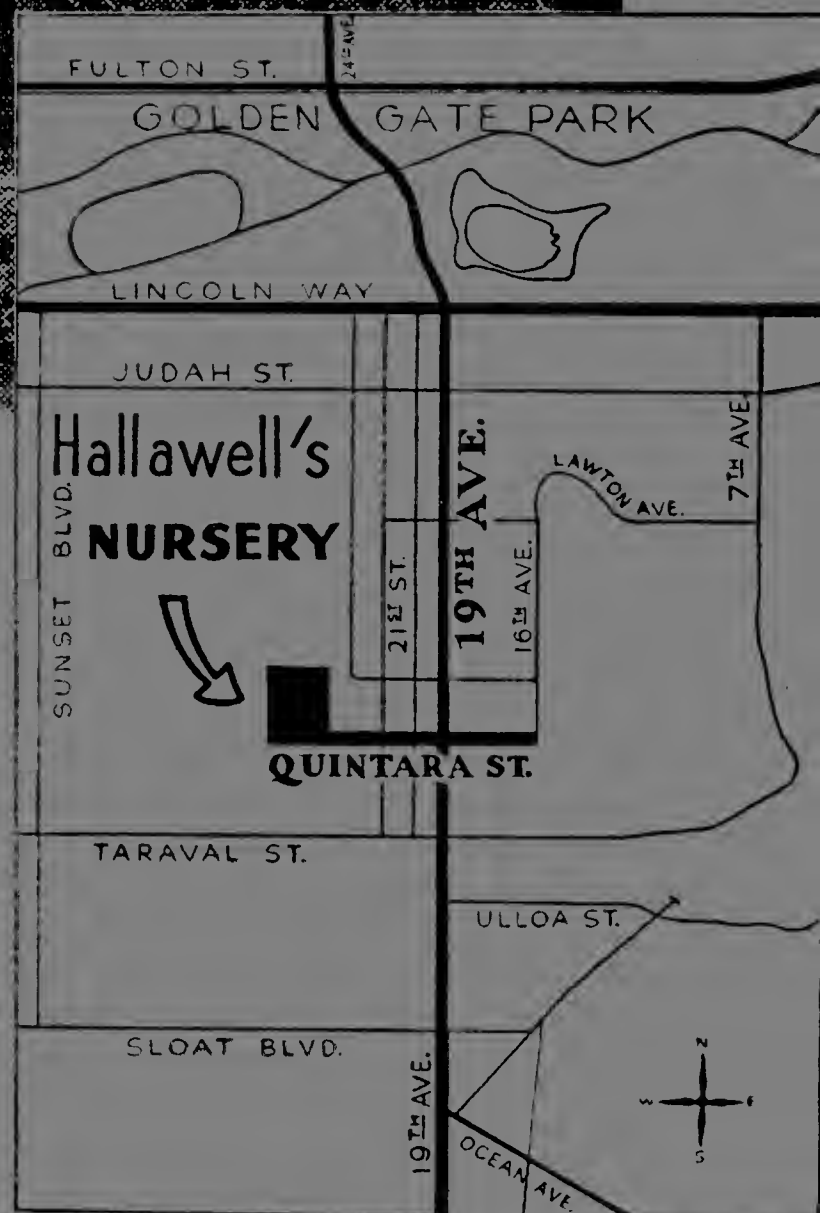 24TH AVE.
FULTON ST.
GOLDEN GATE PARK
LINCOLN WAY
JUDAH ST.
Hallawell's
NURSERY
SUNSET BLVD.
21ST ST.
19TH AVE.
16TH AVE.
LAWTON AVE.
7TH AVE.
QUINTARA ST.
TARAVAL ST.
ULLOA ST.
SLOAT BLVD.
19TH AVE.
OCEAN AVE.
N
W E
S